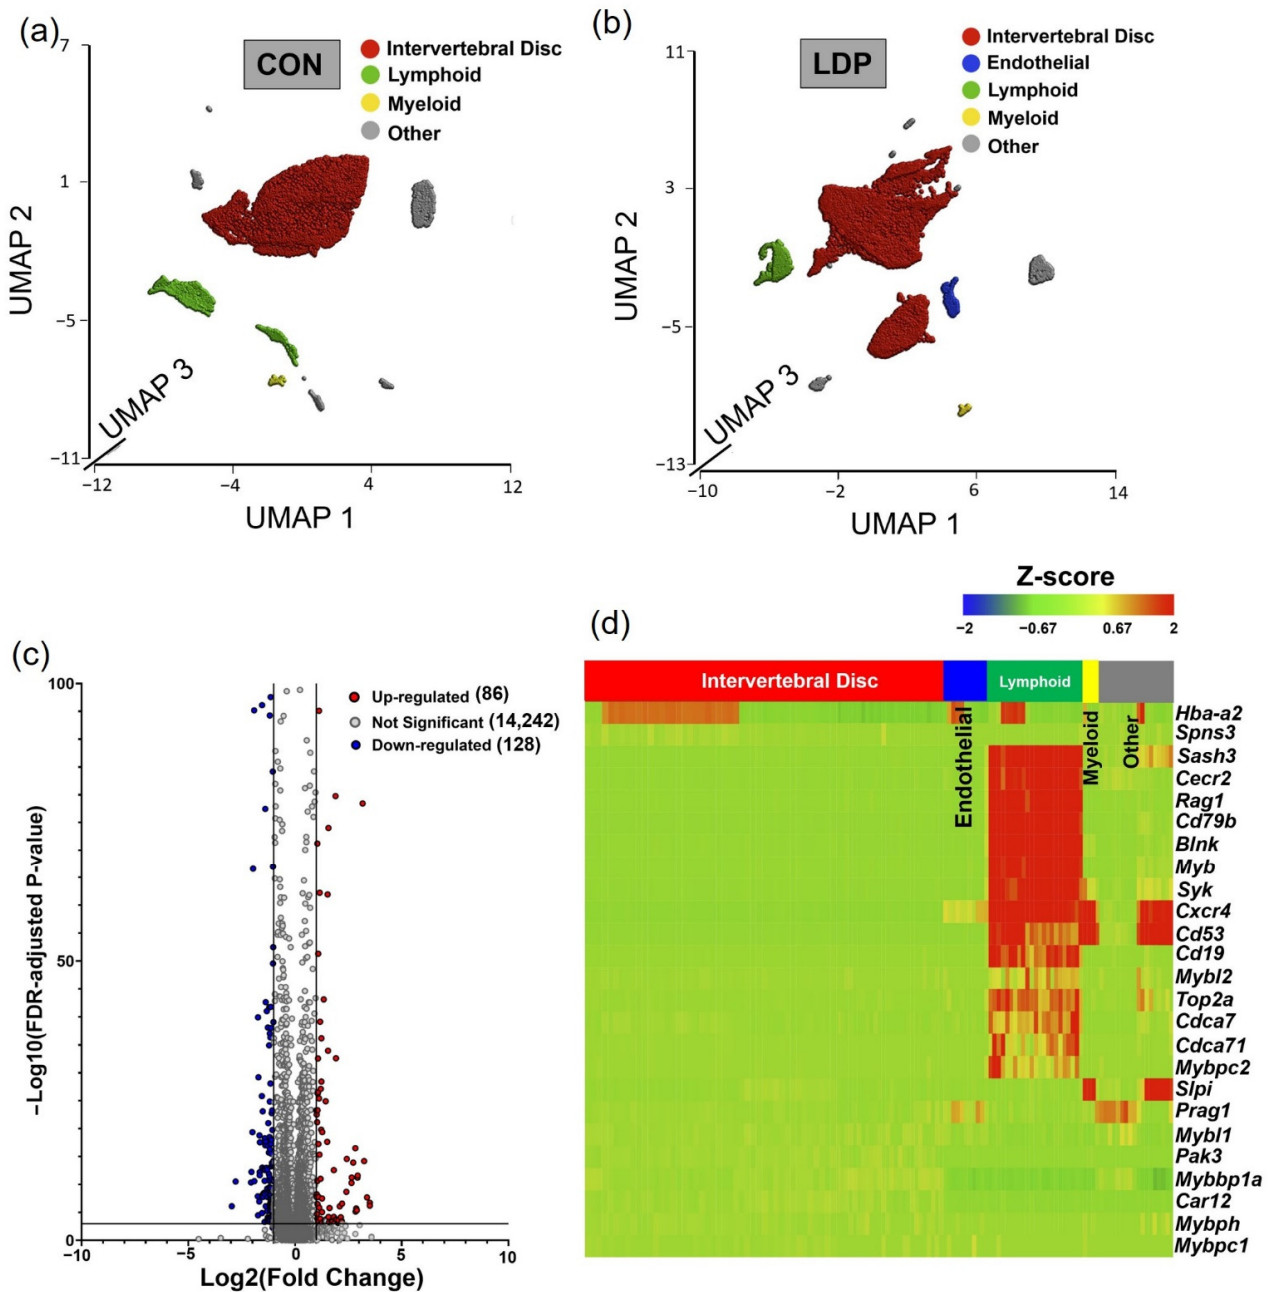 (a)
7
CON
Intervertebral Disc
Lymphoid
Myeloid
Other
1
−5
−11
UMAP 2
UMAP 3
−12
−4
4
12
UMAP 1
(b)
11
LDP
Intervertebral Disc
Endothelial
Lymphoid
Myeloid
Other
3
−5
−13
UMAP 2
UMAP 3
−10
−2
6
14
UMAP 1
(c)
100
50
0
Up-regulated (86)
Not Significant (14,242)
Down-regulated (128)
−Log10(FDR-adjusted P-value)
−10
−5
0
5
10
Log2(Fold Change)
(d)
Z-score
−2
−0.67
0.67
2
Intervertebral Disc
Endothelial
Lymphoid
Myeloid
Other
Hba-a2
Spns3
Sash3
Cecr2
Rag1
Cd79b
Blnk
Myb
Syk
Cxcr4
Cd53
Cd19
Mybl2
Top2a
Cdca7
Cdca71
Mybpc2
Slpi
Prag1
Mybl1
Pak3
Mybbp1a
Car12
Mybph
Mybpc1